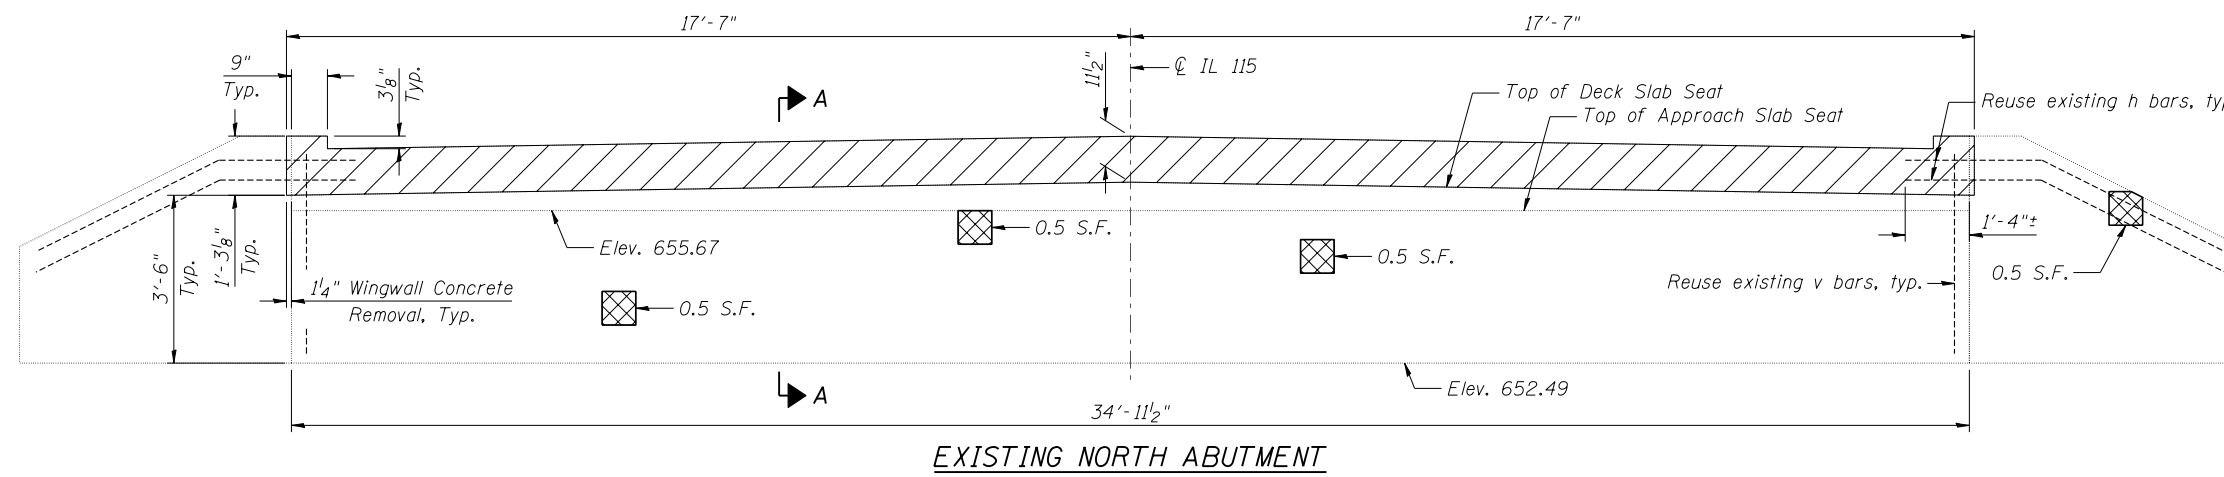 17'-7"
17'-7"
9"
Typ.
3 1/8"
Typ.
11 1/2"
℄ IL 115
A
Top of Deck Slab Seat
Top of Approach Slab Seat
Reuse existing h bars, ty
3'-6"
Typ.
1'-3 1/8"
Typ.
Elev. 655.67
0.5 S.F.
0.5 S.F.
1'-4"±
0.5 S.F.
1 1/4" Wingwall Concrete
Removal, Typ.
0.5 S.F.
Reuse existing v bars, typ.
A
Elev. 652.49
34'-11 1/2"
EXISTING NORTH ABUTMENT